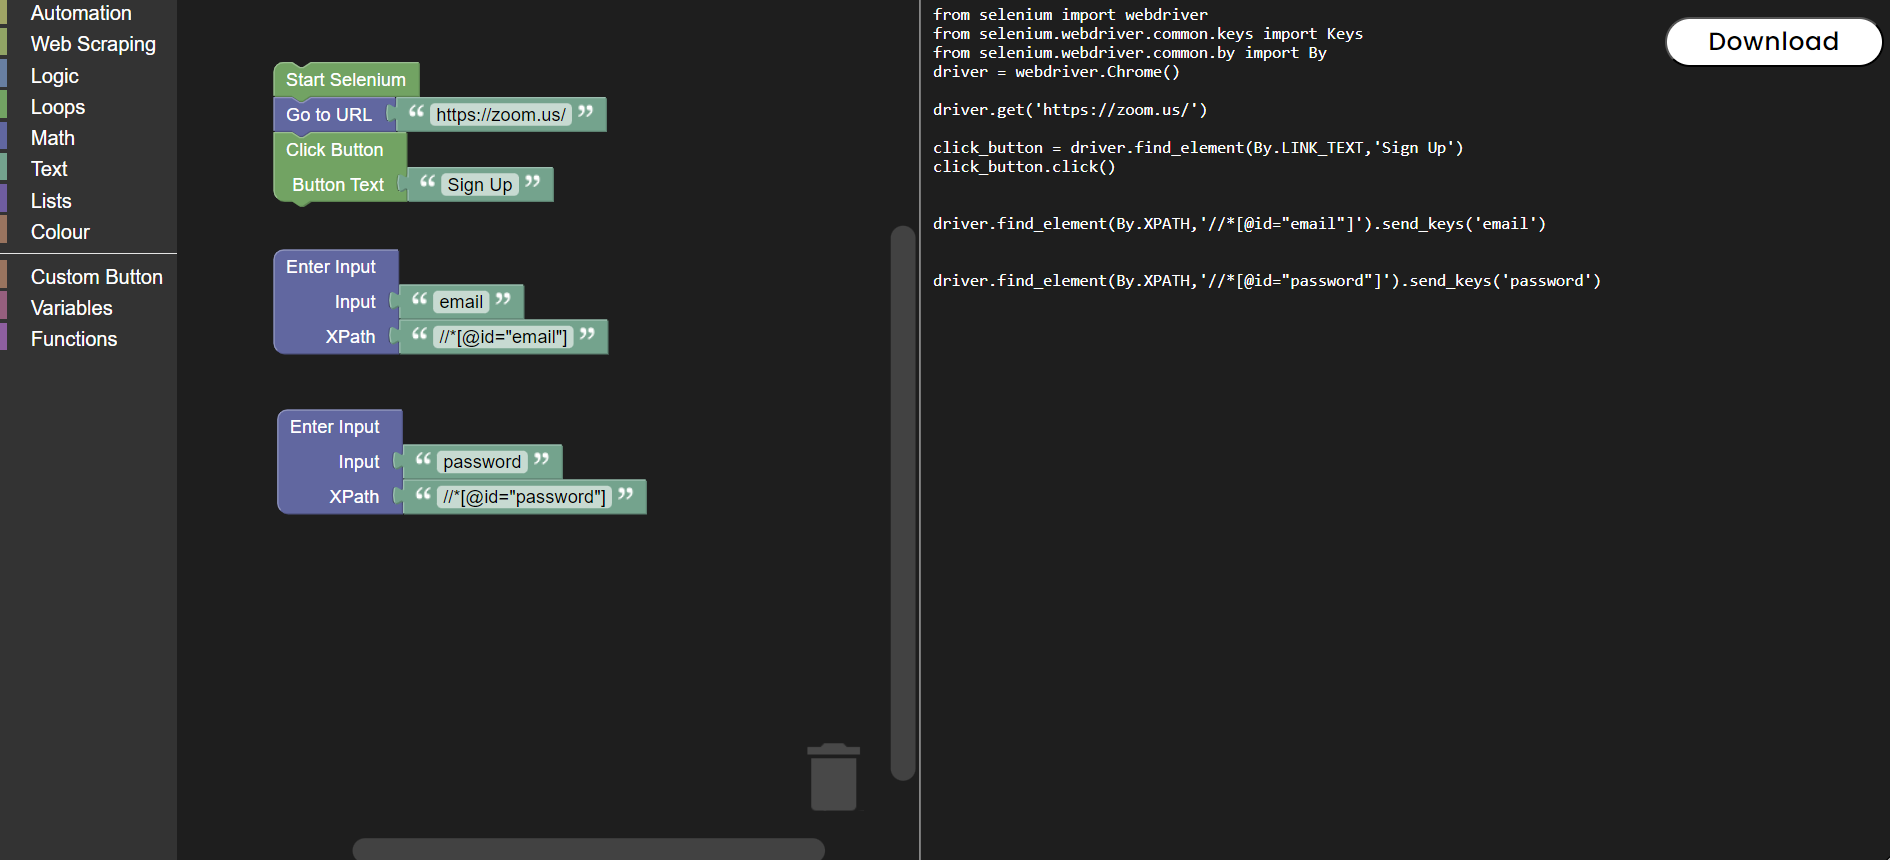 Automation
Web Scraping
Logic
Loops
Math
Text
Lists
Colour
Custom Button
Variables
Functions
Start Selenium
Go to URL “ https://zoom.us/ ”
Click Button
Button Text “ Sign Up ”
Enter Input
Input “ email ”
XPath “ //*[@id="email"] ”
Enter Input
Input “ password ”
XPath “ //*[@id="password"] ”
from selenium import webdriver
from selenium.webdriver.common.keys import Keys
from selenium.webdriver.common.by import By
driver = webdriver.Chrome()
driver.get('https://zoom.us/')
click_button = driver.find_element(By.LINK_TEXT,'Sign Up')
click_button.click()
driver.find_element(By.XPATH,'//*[@id="email"]').send_keys('email')
driver.find_element(By.XPATH,'//*[@id="password"]').send_keys('password')
Download